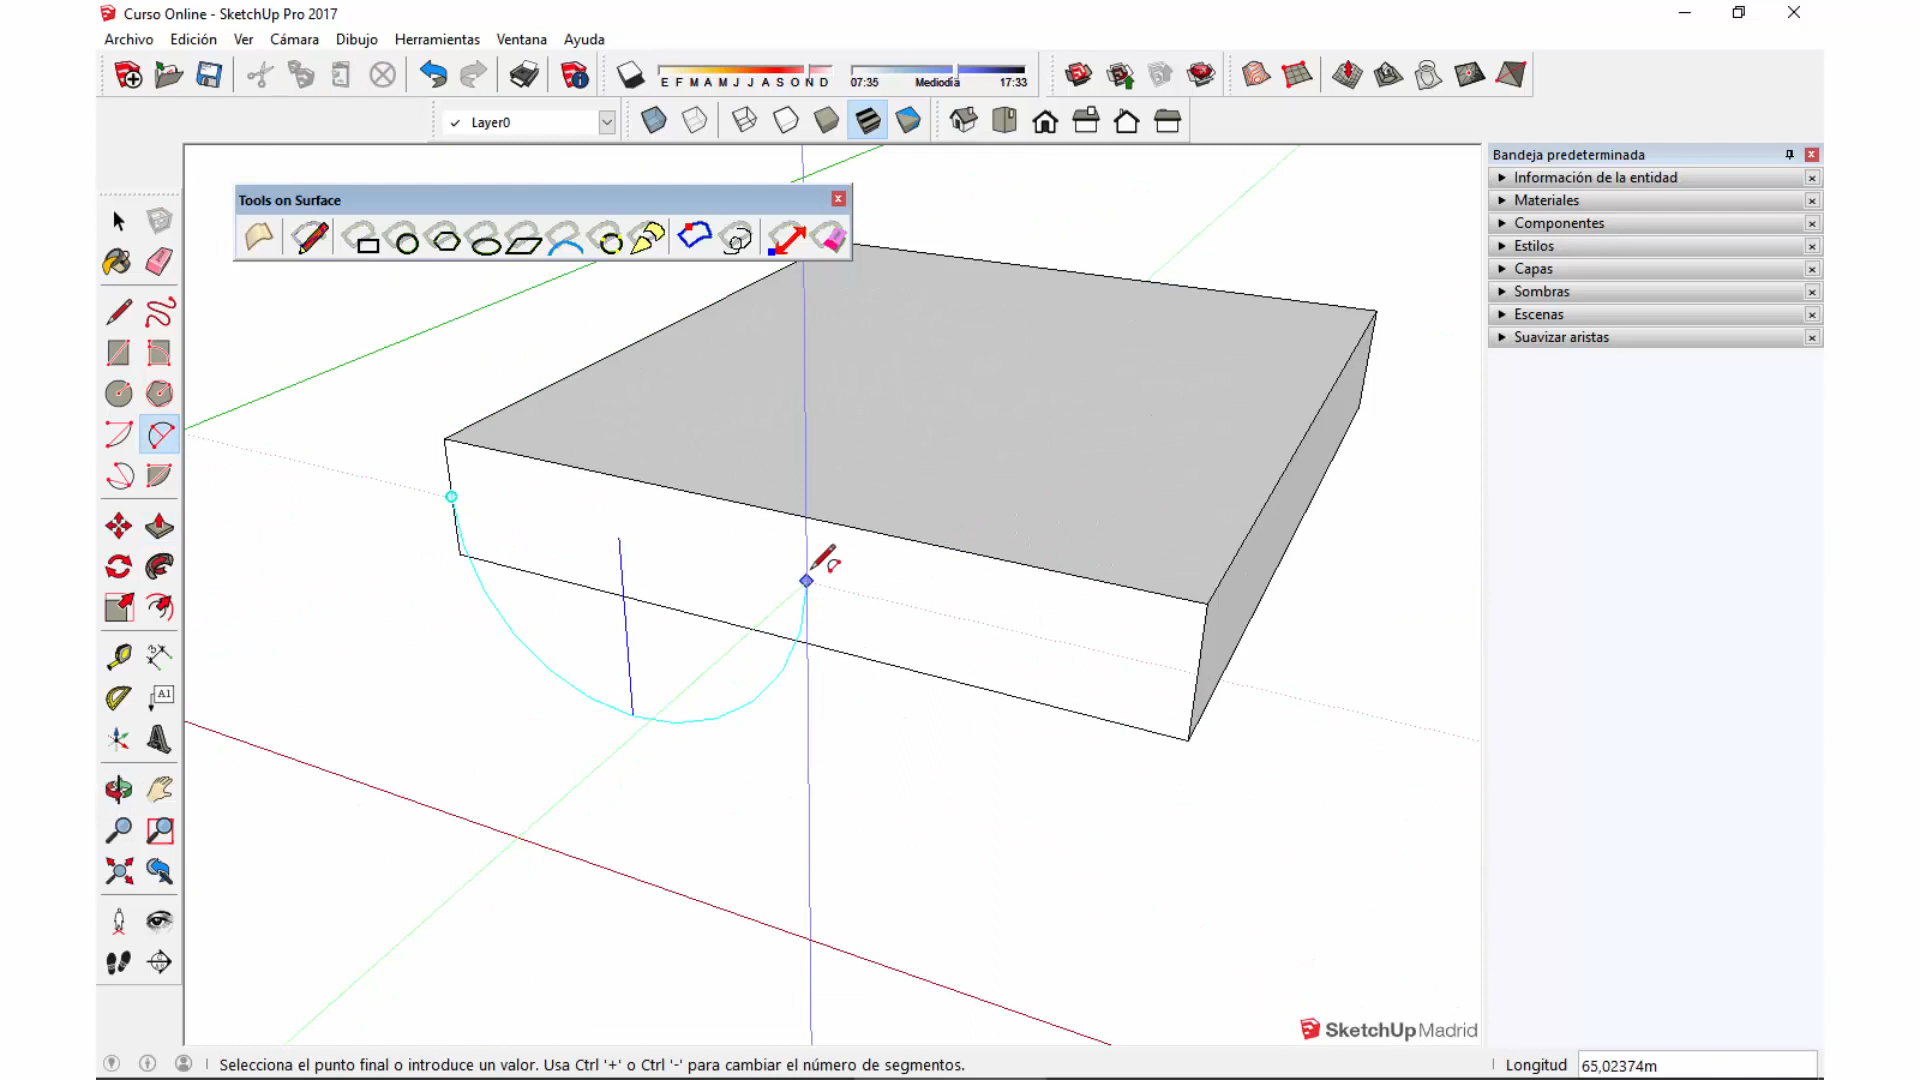 Curso Online - SketchUp Pro 2017
Archivo Edición Ver Cámara Dibujo Herramientas Ventana Ayuda
E F M A M J J A S O N D 07:35 Mediodía 17:33
Layer0
Bandeja predeterminada
Información de la entidad
Materiales
Componentes
Estilos
Capas
Sombras
Escenas
Suavizar aristas
Tools on Surface
A1
SketchUp Madrid
Selecciona el punto final o introduce un valor. Usa Ctrl '+' o Ctrl '-' para cambiar el número de segmentos.
Longitud 65,02374m